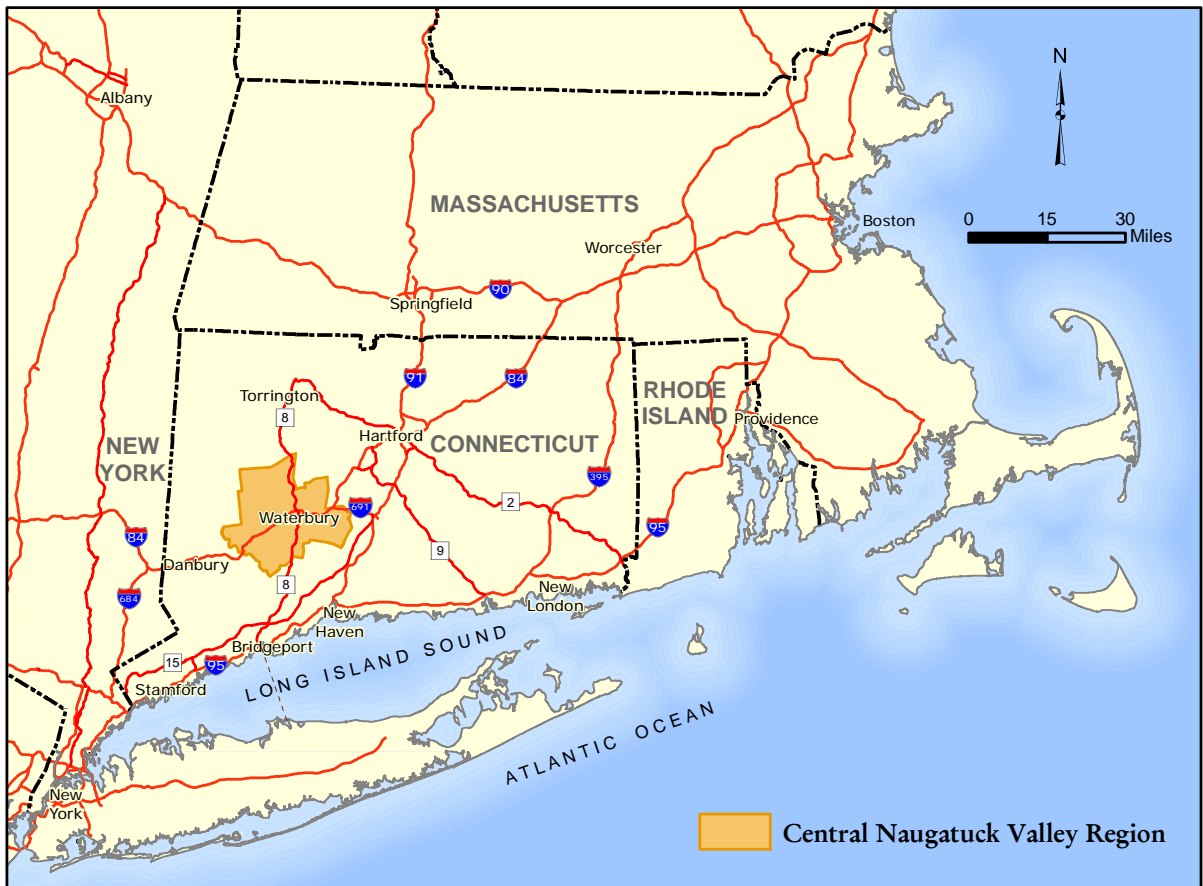 Albany
N
MASSACHUSETTS
Boston
0 15 30
Miles
Worcester
90
Springfield
91
84
RHODE
ISLAND
Torrington
8
Providence
Hartford
CONNECTICUT
NEW
YORK
395
2
691
Waterbury
95
84
9
Danbury
8
684
New
London
New
Haven
Bridgeport
15
95
LONG ISLAND SOUND
Stamford
ATLANTIC OCEAN
New
York
Central Naugatuck Valley Region